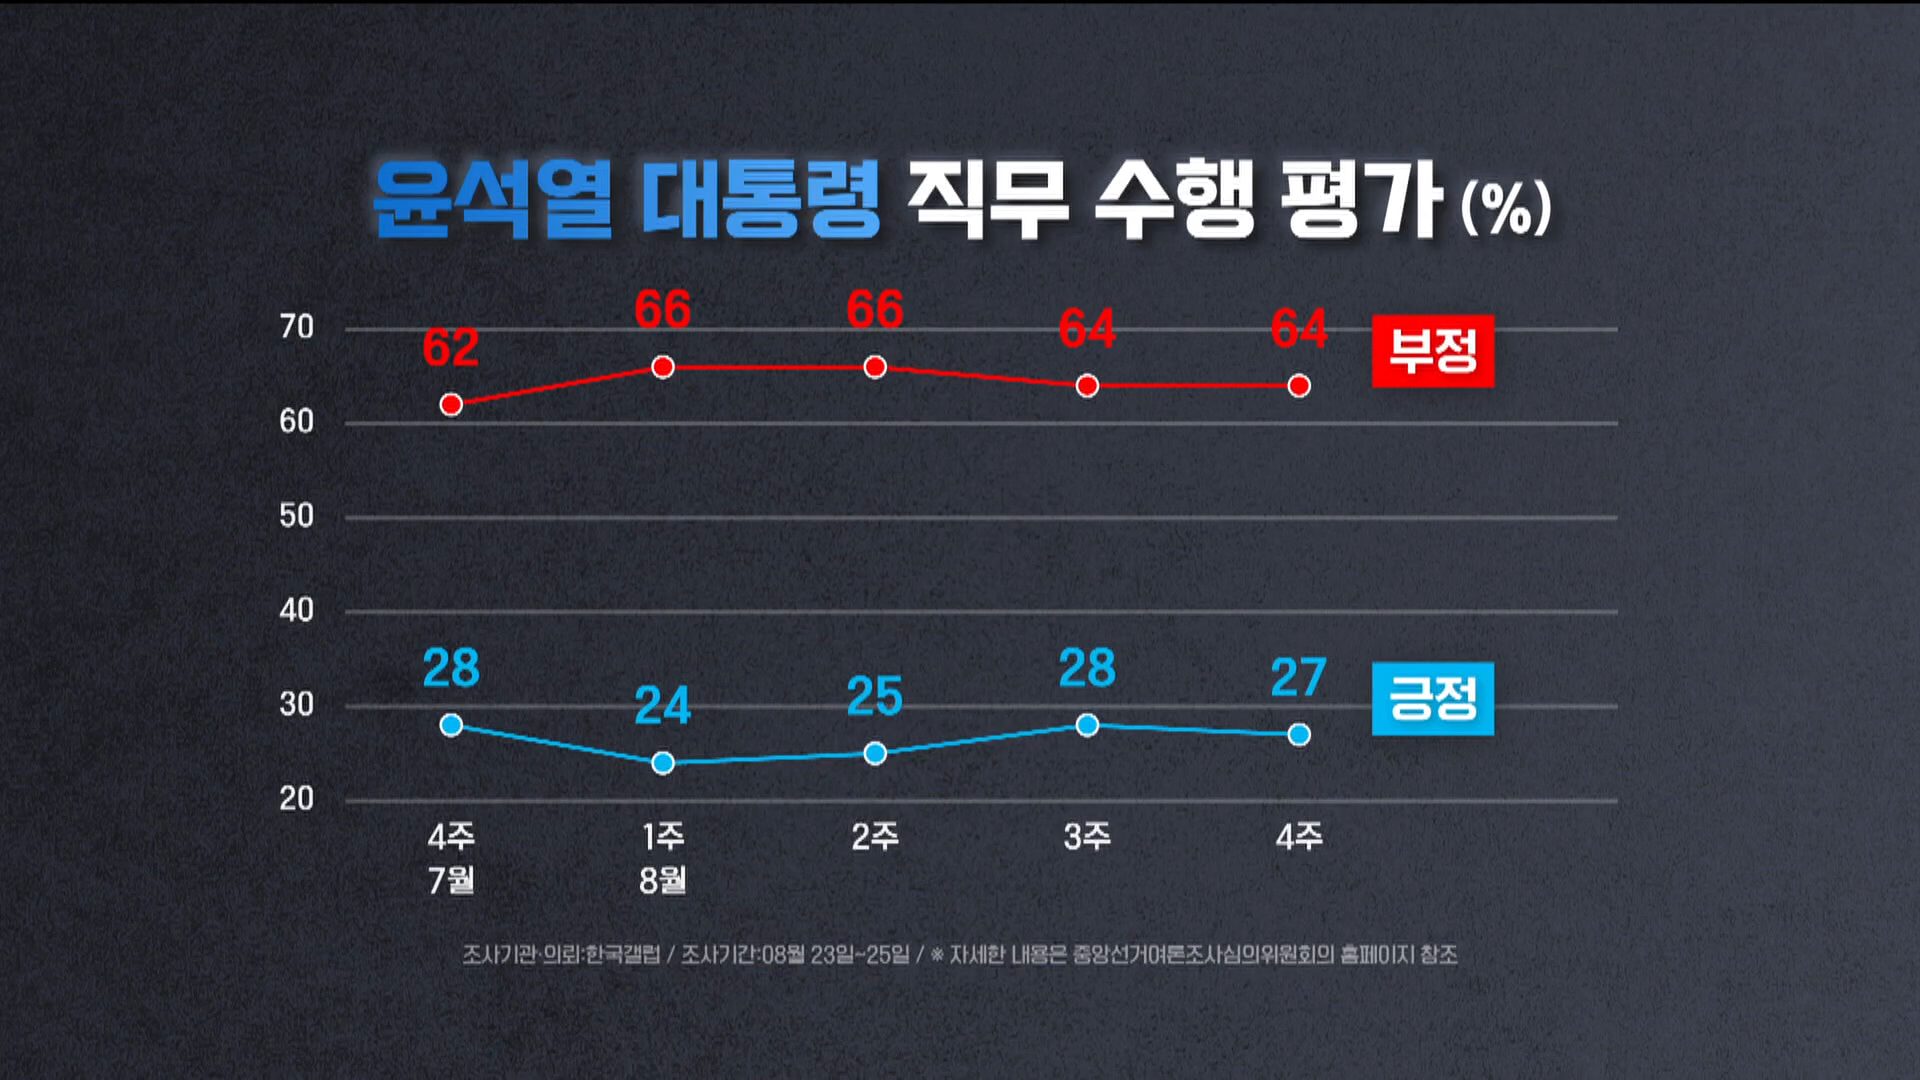 윤석열 대통령 직무 수행 평가 (%)
70
62
66
66
64
64
부정
60
50
40
28
24
25
28
27
긍정
30
20
4주
1주
2주
3주
4주
7월
8월
조사기관·의뢰:한국갤럽 / 조사기간:08월 23일~25일 / ※ 자세한 내용은 중앙선거여론조사심의위원회의 홈페이지 창조